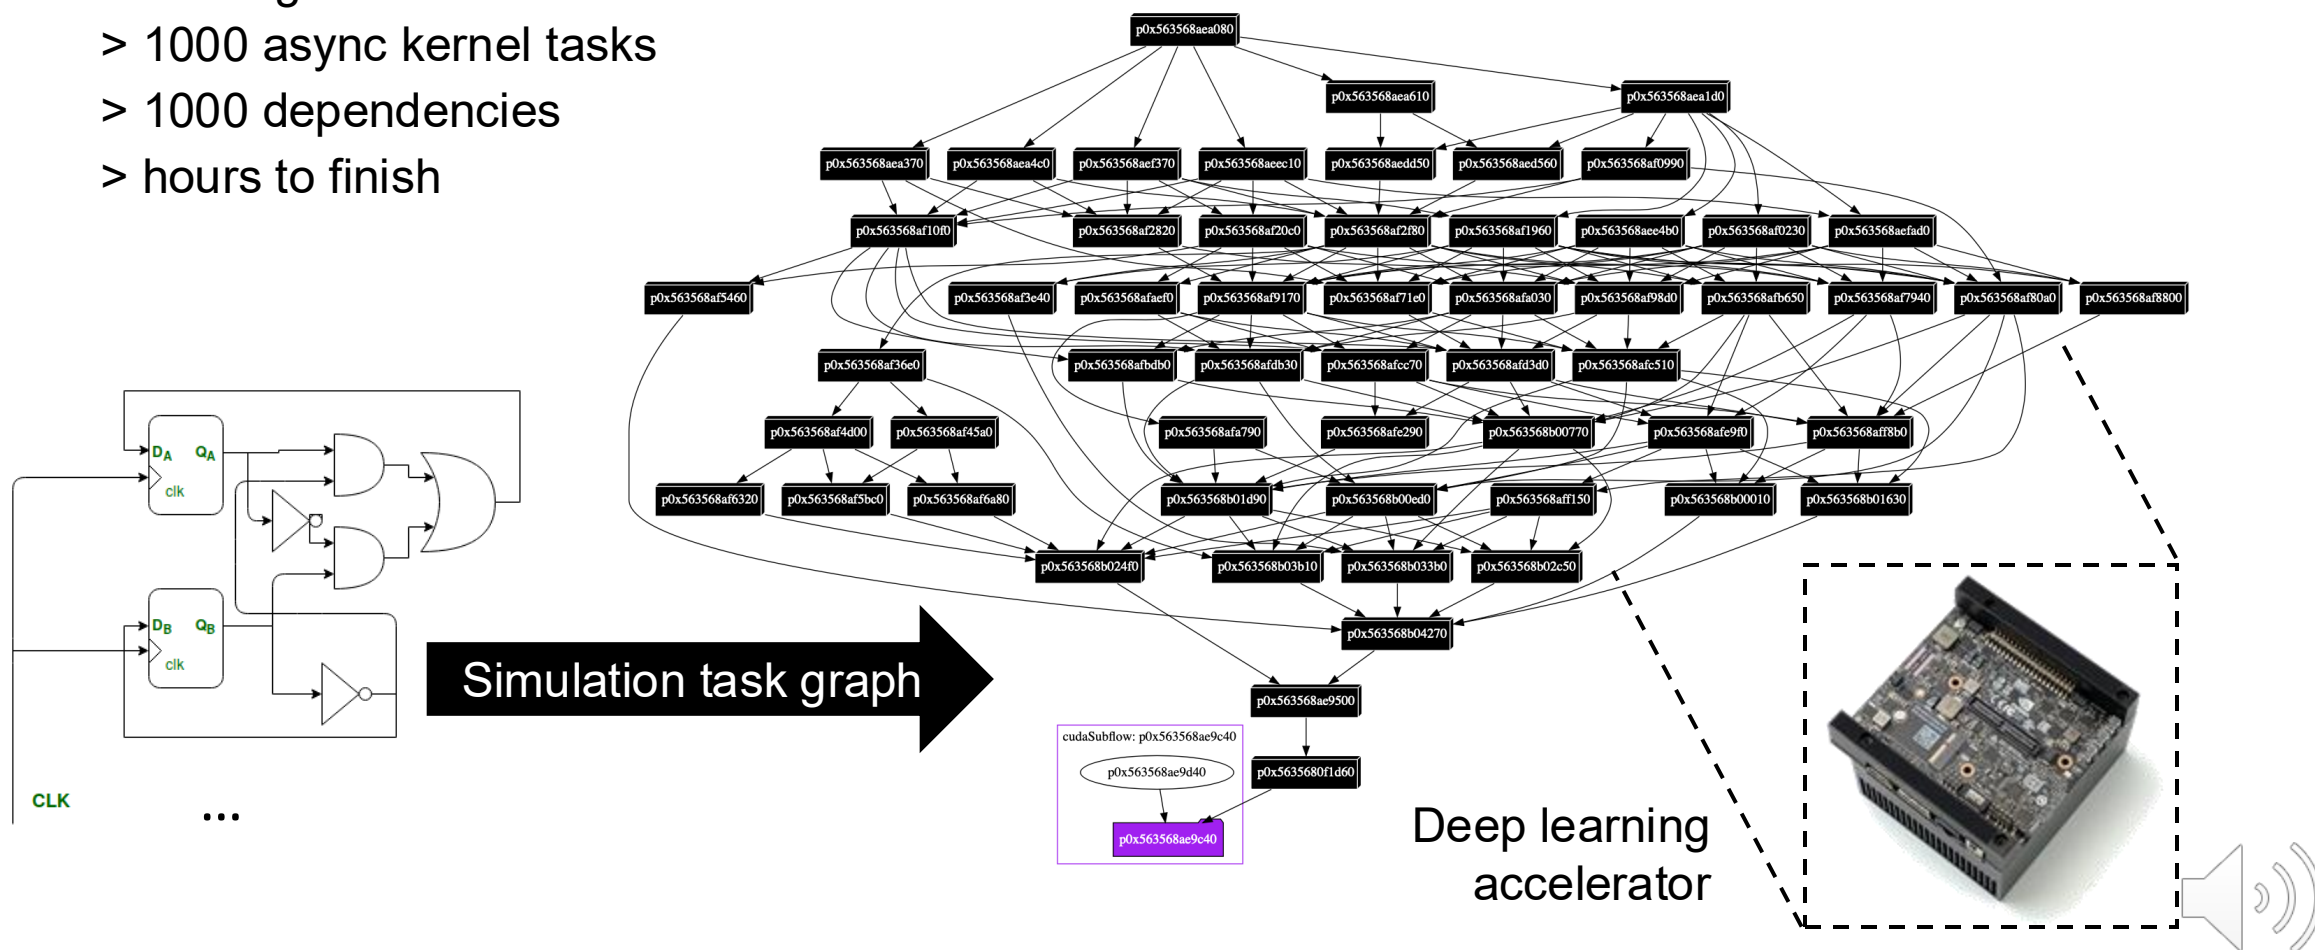 > 1000 async kernel tasks
> 1000 dependencies
> hours to finish
p0x563568aea080
p0x563568aea610
p0x563568aea1d0
p0x563568aea370
p0x563568aea4c0
p0x563568aef370
p0x563568aeec10
p0x563568aedd50
p0x563568aed560
p0x563568af0990
p0x563568af10f0
p0x563568af2820
p0x563568af20c0
p0x563568af2f80
p0x563568af1960
p0x563568aee4b0
p0x563568af0230
p0x563568aefad0
p0x563568af5460
p0x563568af3e40
p0x563568afaef0
p0x563568af9170
p0x563568af71e0
p0x563568afa030
p0x563568af98d0
p0x563568afb650
p0x563568af7940
p0x563568af80a0
p0x563568af8800
p0x563568af36e0
p0x563568afbdb0
p0x563568afdb30
p0x563568afcc70
p0x563568afd3d0
p0x563568afc510
p0x563568af4d00
p0x563568af45a0
p0x563568afa790
p0x563568afe290
p0x563568b00770
p0x563568afe9f0
p0x563568aff8b0
p0x563568af6320
p0x563568af5bc0
p0x563568af6a80
p0x563568b01d90
p0x563568b00ed0
p0x563568aff150
p0x563568b00010
p0x563568b01630
p0x563568b024f0
p0x563568b03b10
p0x563568b033b0
p0x563568b02c50
p0x563568b04270
p0x563568ae9500
cudaSubflow: p0x563568ae9c40
p0x563568ae9d40
p0x5635680f1d60
p0x563568ae9c40
DA QA
clk
DB QB
clk
CLK
...
Simulation task graph
Deep learning
accelerator